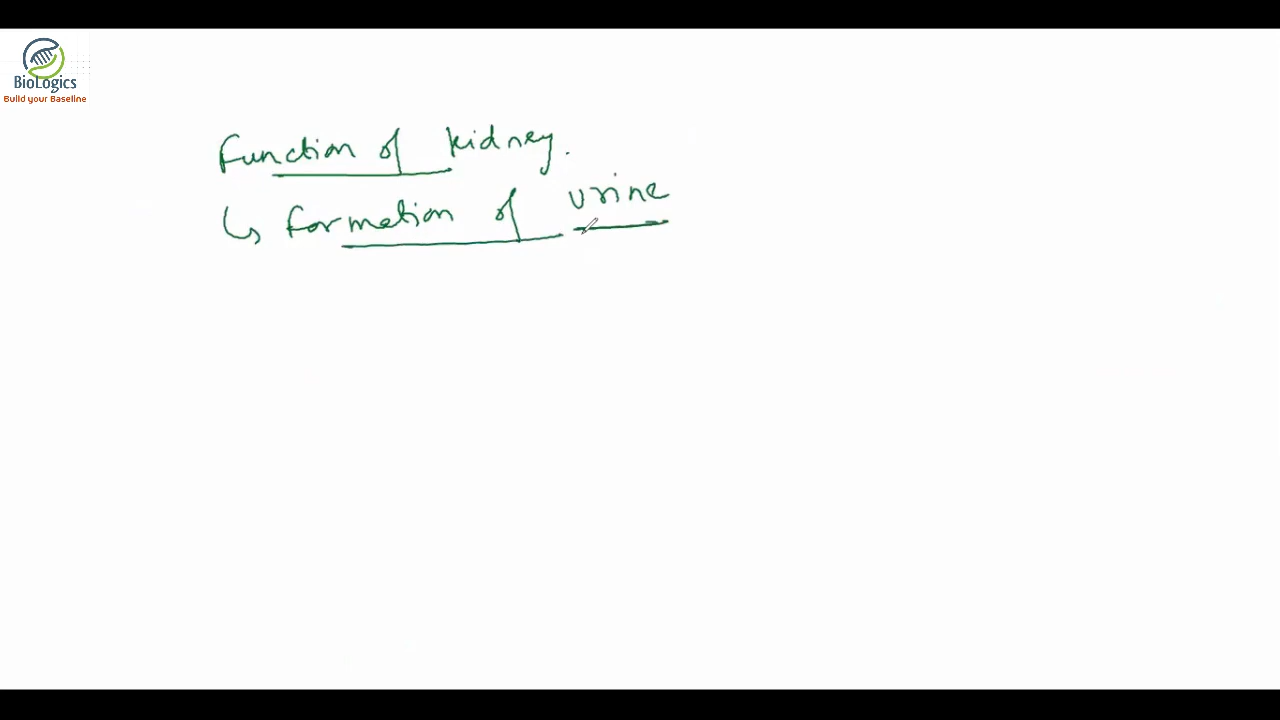 BioLogics
Build your Baseline
Function of kidney.
↳ Formation of urine